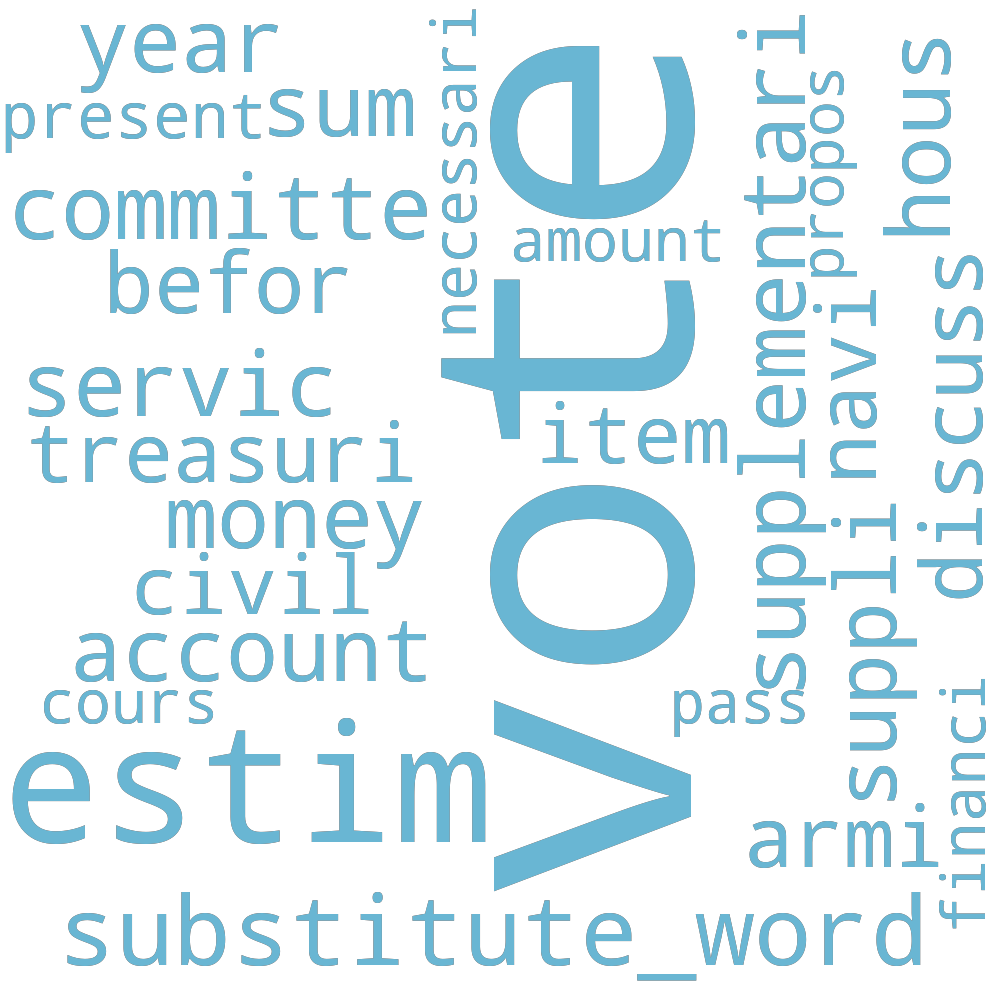 year
present
sum
committe
befor
servic
treasuri
money
civil
account
cours
estim
substitute_word
necessari
vote
amount
item
pass
supplementari
propos
navi
suppli
hous
discuss
armi
financi